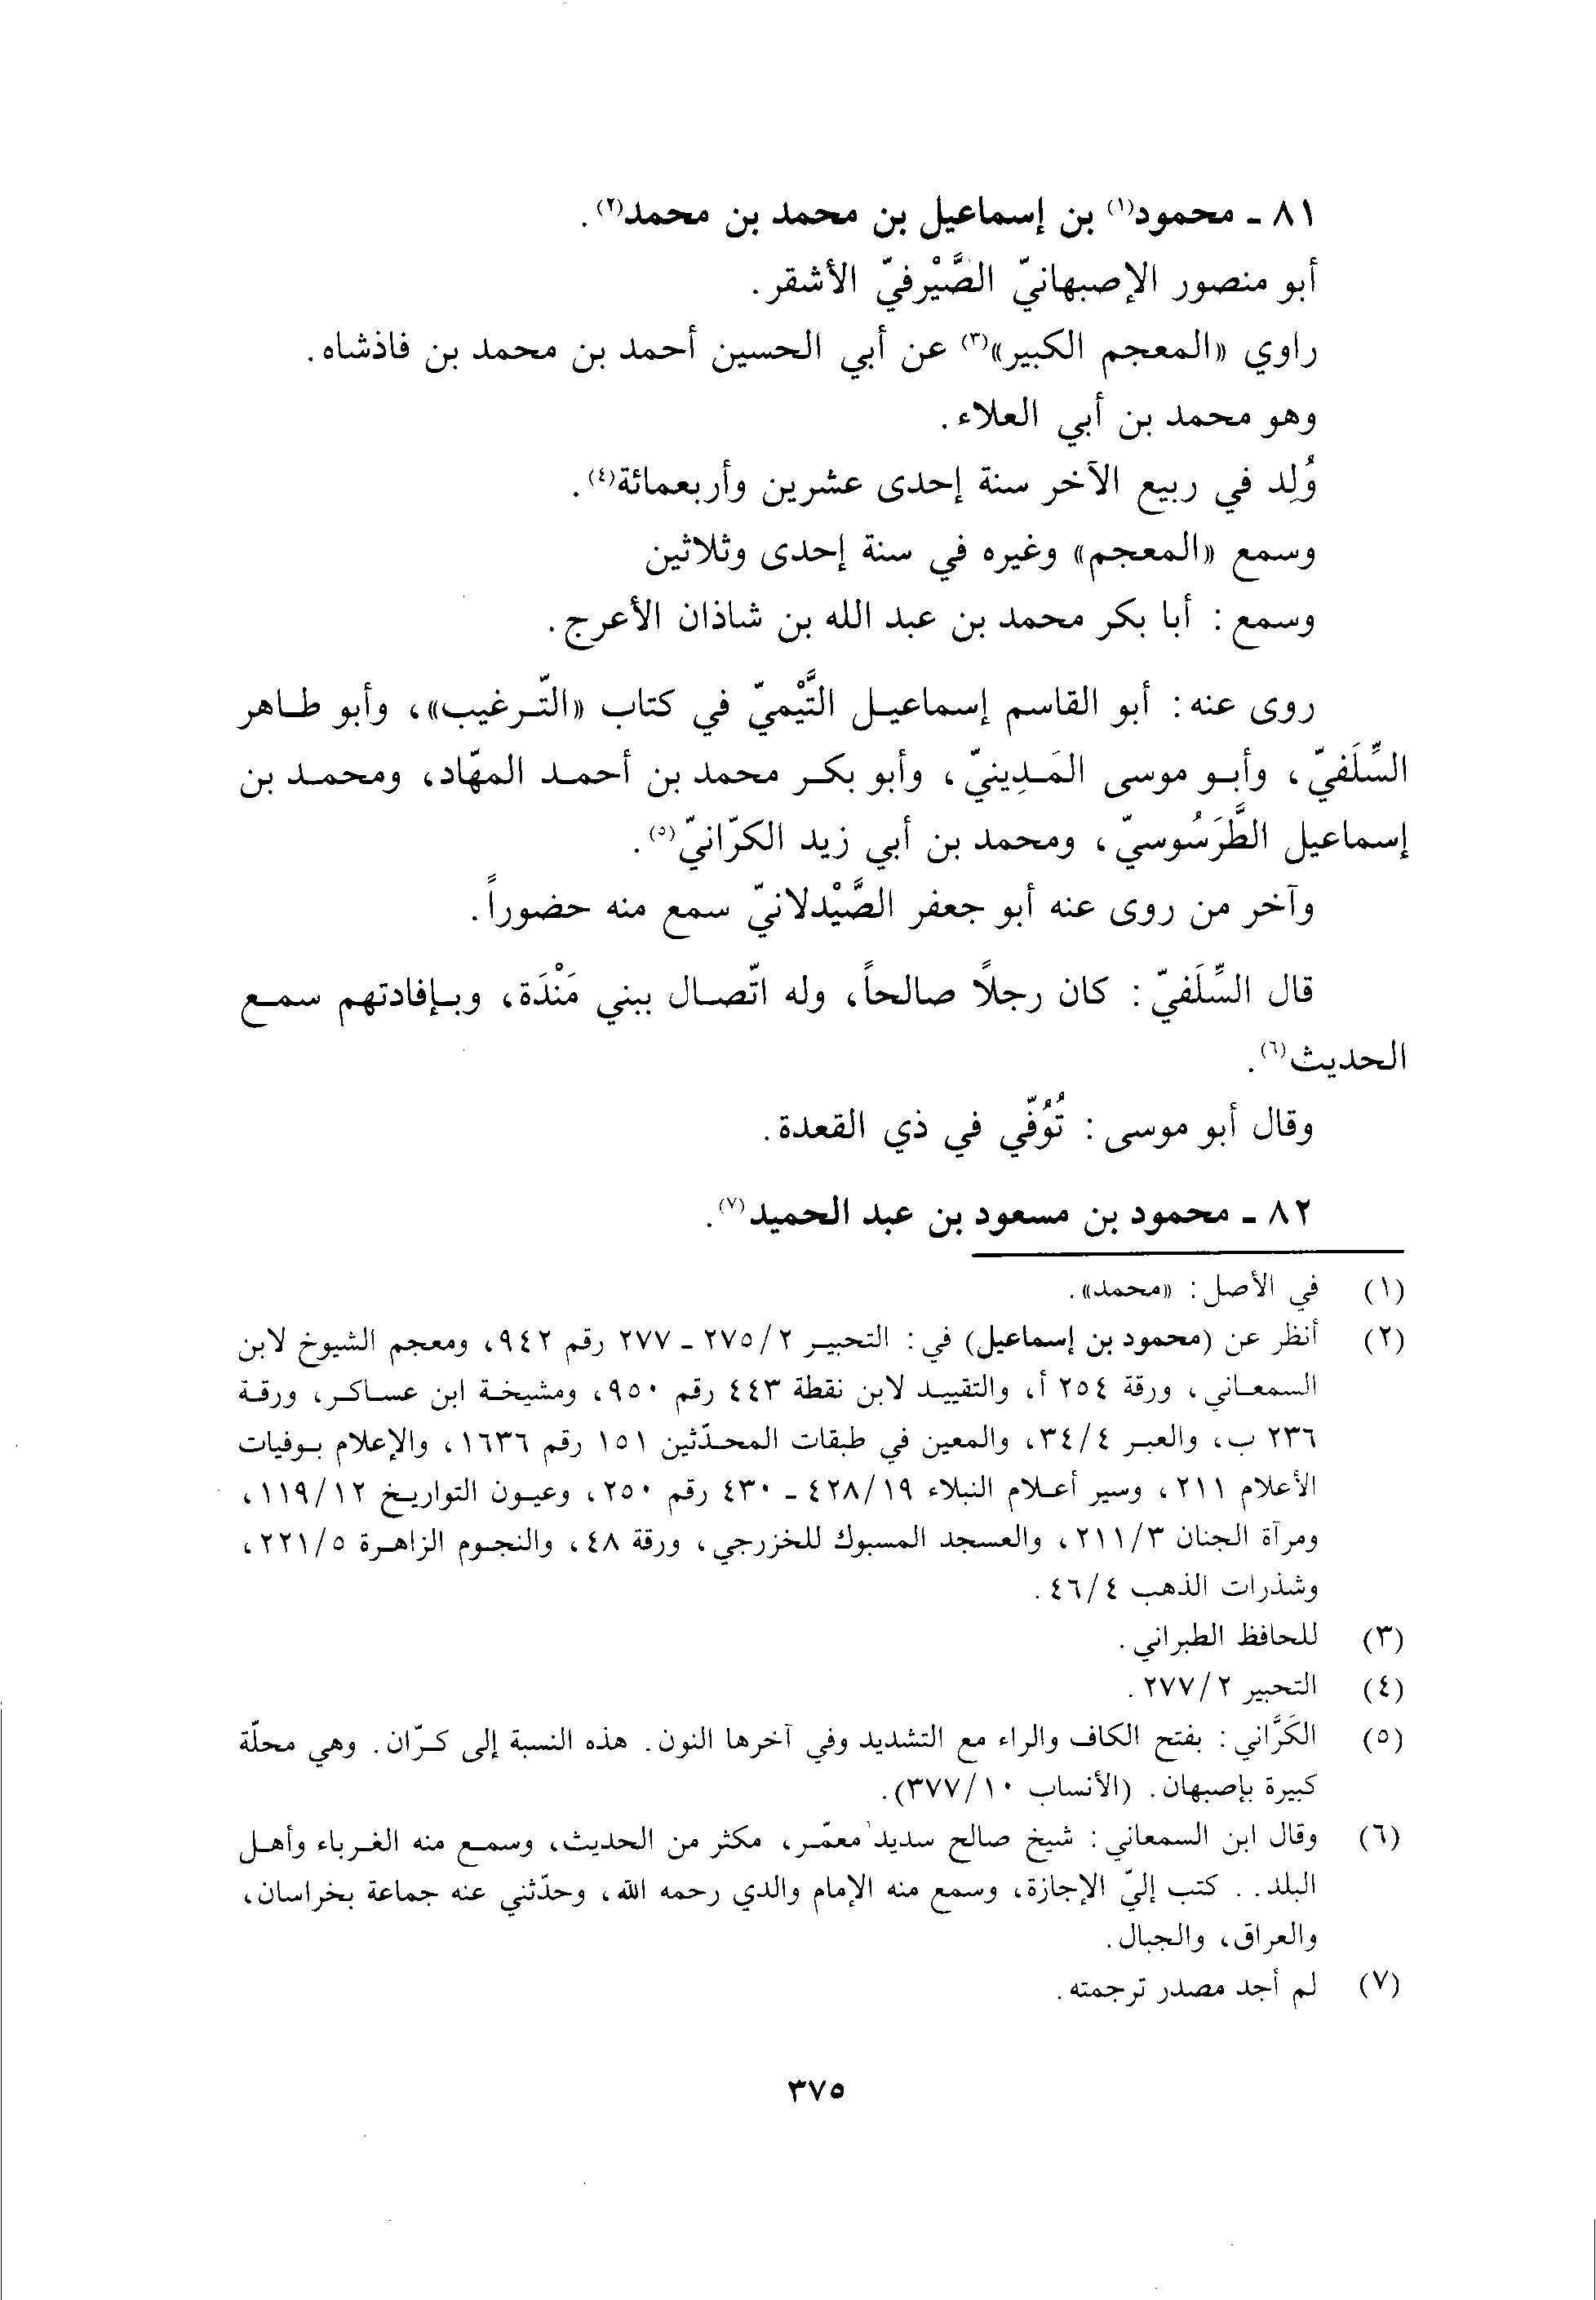 ٨١ ـ محمود(١) بن إسماعيل بن محمد بن محمد(٢).
أبو منصور الإصبهانيّ الصَّيْرفيّ الأشقر.
راوي «المعجم الكبير»(٣) عن أبي الحسين أحمد بن محمد بن فاذشاه.
وهو محمد بن أبي العلاء.
وُلِد في ربيع الآخر سنة إحدى عشرين وأربعمائة(٤).
وسمع «المعجم» وغيره في سنة إحدى وثلاثين
وسمع: أبا بكر محمد بن عبد الله بن شاذان الأعرج.
روى عنه: أبو القاسم إسماعيل التَّيْميّ في كتاب «التّرغيب»، وأبو طاهر
السِّلَفيّ، وأبو موسى المَدِينيّ، وأبو بكر محمد بن أحمد المهّاد، ومحمد بن
إسماعيل الطَّرَسُوسيّ، ومحمد بن أبي زيد الكرّانيّ(٥).
وآخر من روى عنه أبو جعفر الصَّيْدلانيّ سمع منه حضوراً.
قال السِّلَفيّ: كان رجلًا صالحاً، وله اتّصال ببني مَنْدَة، وبإفادتهم سمع
الحديث(٦).
وقال أبو موسى: تُوُفّي في ذي القعدة.
٨٢ ـ محمود بن مسعود بن عبد الحميد(٧).
(١) في الأصل: «محمد».
(٢) أنظر عن (محمود بن إسماعيل) في: التحبير ٢/٢٧٥ ـ ٢٧٧ رقم ٩٤٢، ومعجم الشيوخ لابن
السمعاني، ورقة ٢٥٤ أ، والتقييد لابن نقطة ٤٤٣ رقم ٩٥٠، ومشيخة ابن عساكر، ورقة
٢٣٦ ب، والعبر ٤/٣٤، والمعين في طبقات المحدّثين ١٥١ رقم ١٦٣٦، والإعلام بوفيات
الأعلام ٢١١، وسير أعلام النبلاء ١٩/٤٢٨ ـ ٤٣٠ رقم ٢٥٠، وعيون التواريخ ١٢/١١٩،
ومرآة الجنان ٣/٢١١، والعسجد المسبوك للخزرجي، ورقة ٤٨، والنجوم الزاهرة ٥/٢٢١،
وشذرات الذهب ٤/٤٦.
(٣) للحافظ الطبراني.
(٤) التحبير ٢/٢٧٧.
(٥) الكَرَّاني: بفتح الكاف والراء مع التشديد وفي آخرها النون. هذه النسبة إلى كرّان. وهي محلّة
كبيرة بإصبهان. (الأنساب ١٠/٣٧٧).
(٦) وقال ابن السمعاني: شيخ صالح سديد معمّر، مكثر من الحديث، وسمع منه الغرباء وأهل
البلد.. كتب إليّ الإجازة، وسمع منه الإمام والدي رحمه الله، وحدّثني عنه جماعة بخراسان،
والعراق، والجبال.
(٧) لم أجد مصدر ترجمته.
٣٧٥